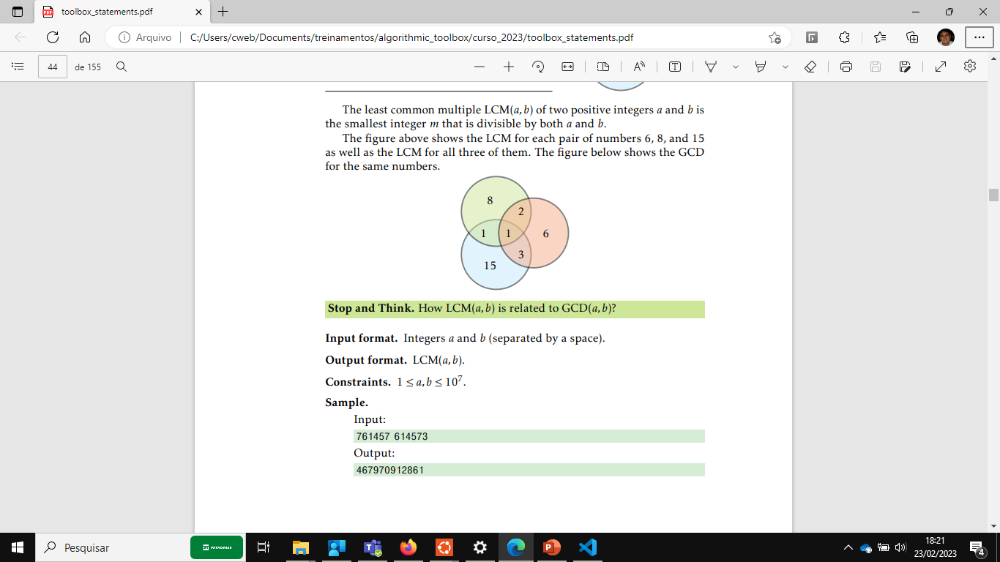 toolbox_statements.pdf
Arquivo
C:/Users/cweb/Documents/treinamentos/algorithmic_toolbox/curso_2023/toolbox_statements.pdf
44
de 155
The least common multiple LCM(a,b) of two positive integers a and b is
the smallest integer m that is divisible by both a and b.
The figure above shows the LCM for each pair of numbers 6, 8, and 15
as well as the LCM for all three of them. The figure below shows the GCD
for the same numbers.
8
2
1
1
6
3
15
Stop and Think. How LCM(a,b) is related to GCD(a,b)?
Input format. Integers a and b (separated by a space).
Output format. LCM(a,b).
Constraints. 1 ≤ a,b ≤ 10⁷.
Sample.
Input:
761457 614573
Output:
467970912861
Pesquisar
PETROBRAS
18:21
23/02/2023
4